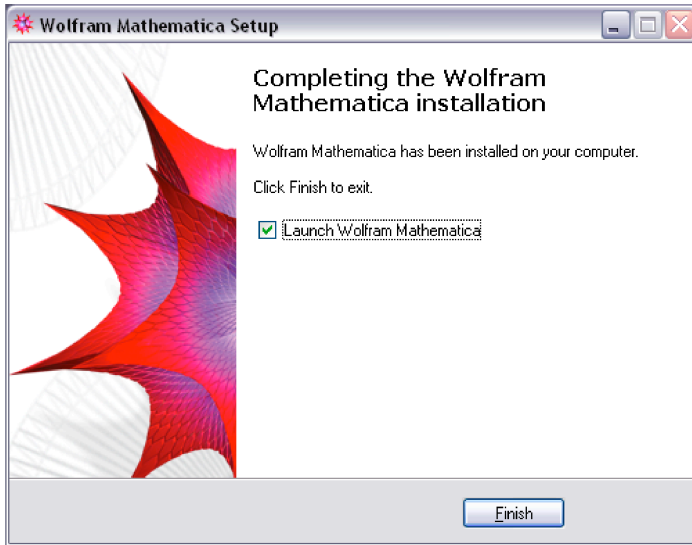 Wolfram Mathematica Setup
Completing the Wolfram
Mathematica installation
Wolfram Mathematica has been installed on your computer.
Click Finish to exit.
Launch Wolfram Mathematica
Finish